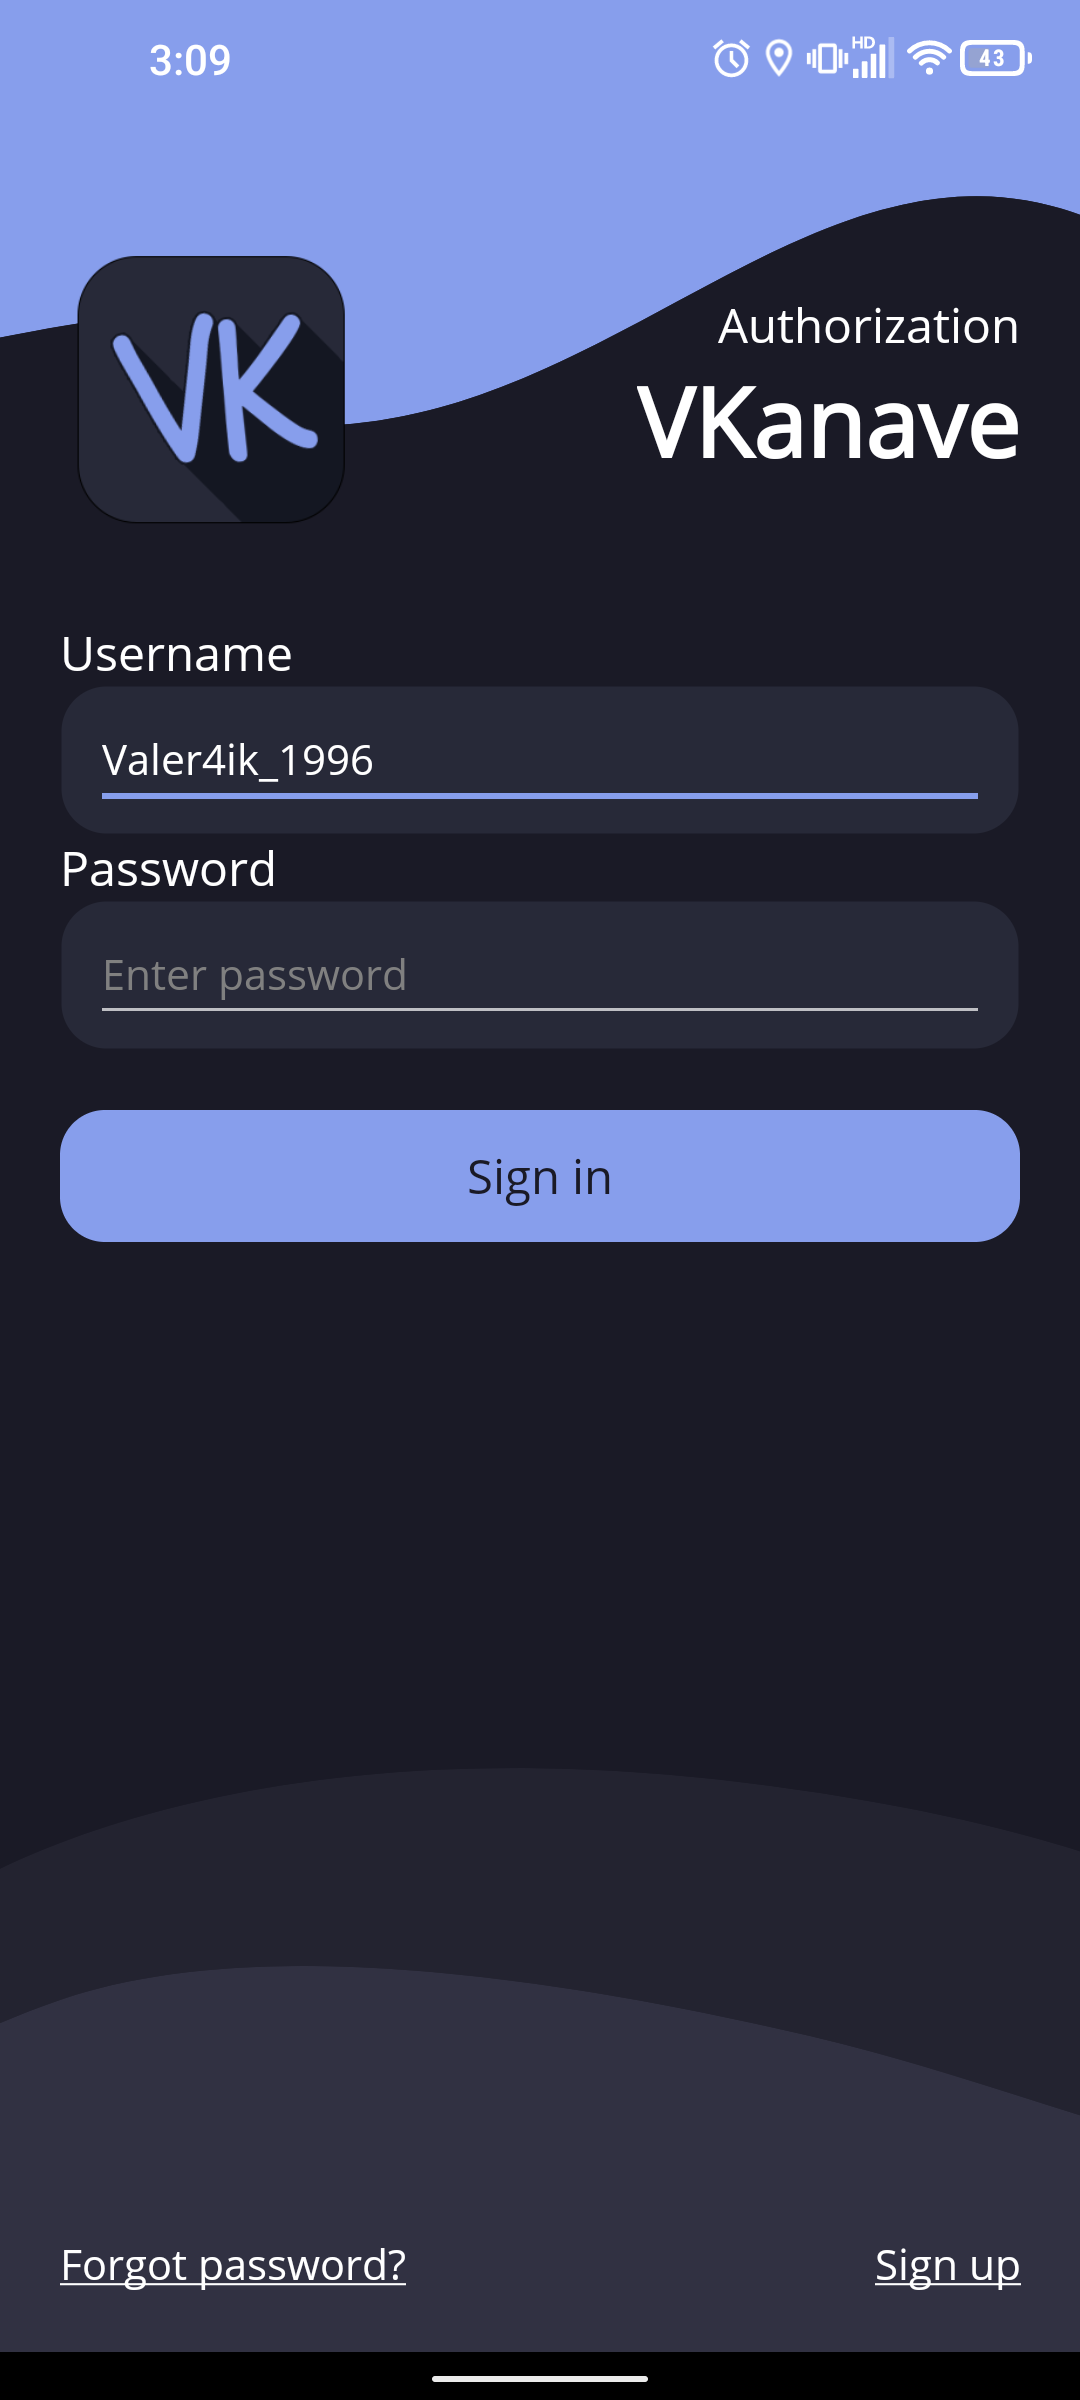 3:09
HD
43
VK
Authorization
VKanave
Username
Valer4ik_1996
Password
Enter password
Sign in
Forgot password?
Sign up